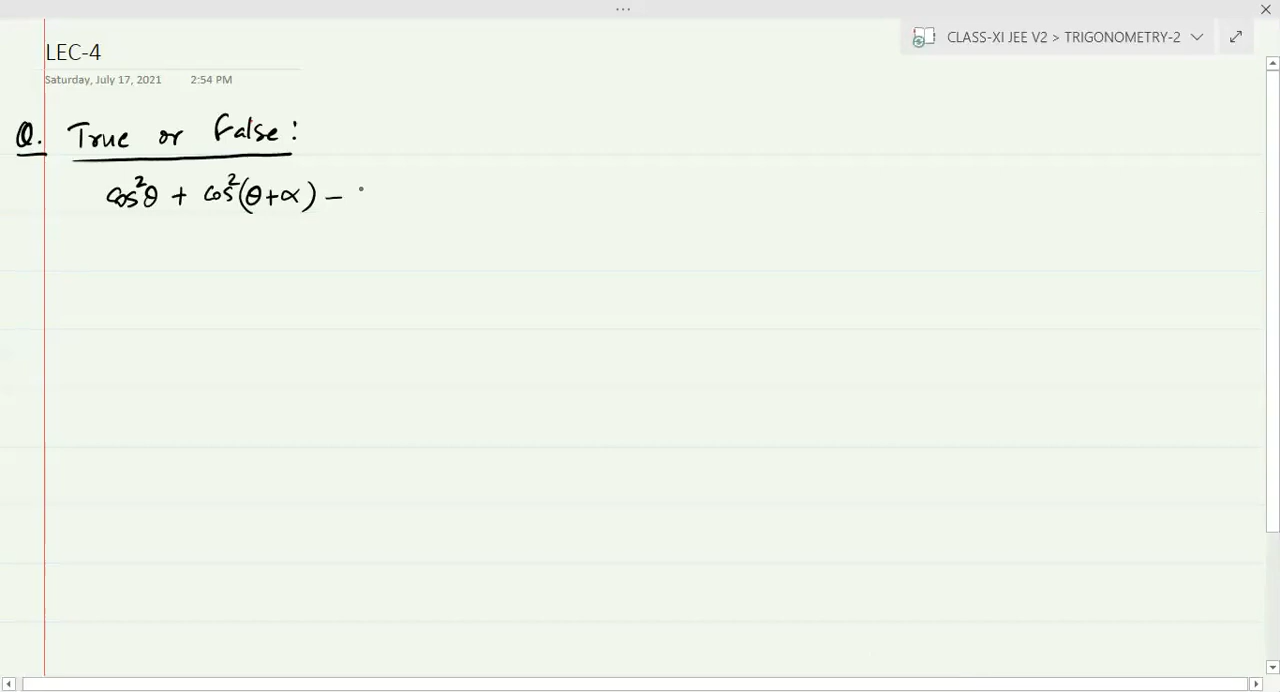 CLASS-XI JEE V2 > TRIGONOMETRY-2
LEC-4
Saturday, July 17, 2021 2:54 PM
Q. True or False:
cos²θ + cos²(θ+α) −